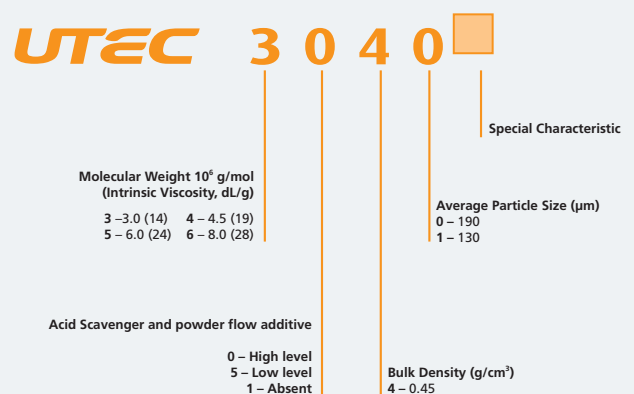 UTEC 3 0 4 0
Special Characteristic
Molecular Weight 10⁶ g/mol
(Intrinsic Viscosity, dL/g)
3 –3.0 (14) 4 – 4.5 (19)
5 – 6.0 (24) 6 – 8.0 (28)
Average Particle Size (µm)
0 – 190
1 – 130
Acid Scavenger and powder flow additive
0 – High level
5 – Low level
1 – Absent
Bulk Density (g/cm³)
4 – 0.45